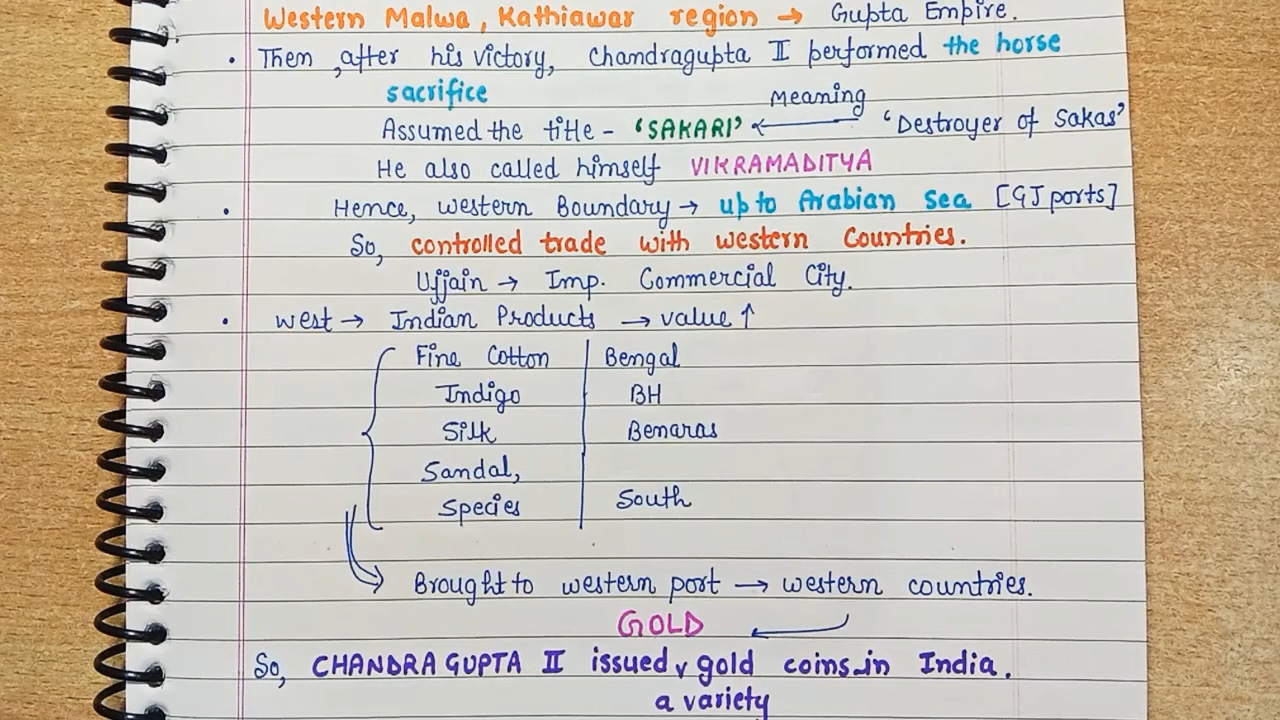 Western Malwa, Kathiawar region → Gupta Empire.
• Then, after his victory, Chandragupta II performed the horse
sacrifice
Meaning
Assumed the title - 'SAKARI' ← 'Destroyer of Sakas'
He also called himself VIKRAMADITYA
• Hence, western Boundary → up to Arabian Sea [GJ ports]
So, controlled trade with western Countries.
Ujjain → Imp. Commercial City.
• west → Indian Products → value ↑
Fine Cotton | Bengal
Indigo | BH
Silk | Benaras
Sandal,
Species | South
Brought to western port → western countries.
GOLD
So, CHANDRAGUPTA II issued gold coins in India.
a variety